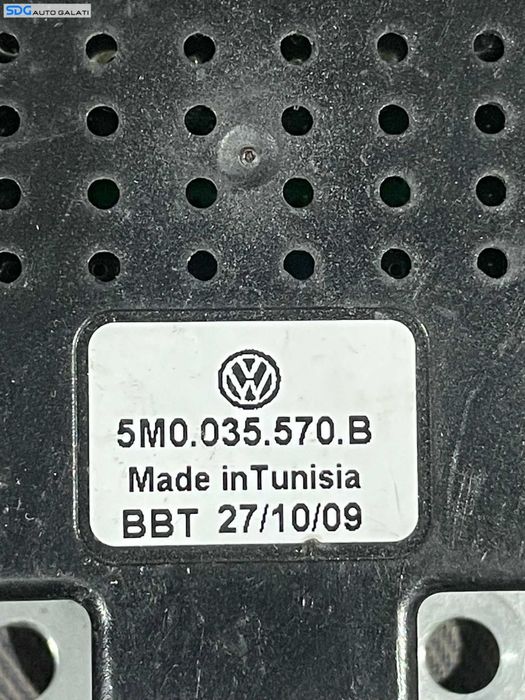 SDG AUTO GALATI
5M0.035.570.B
Made inTunisia
BBT 27/10/09